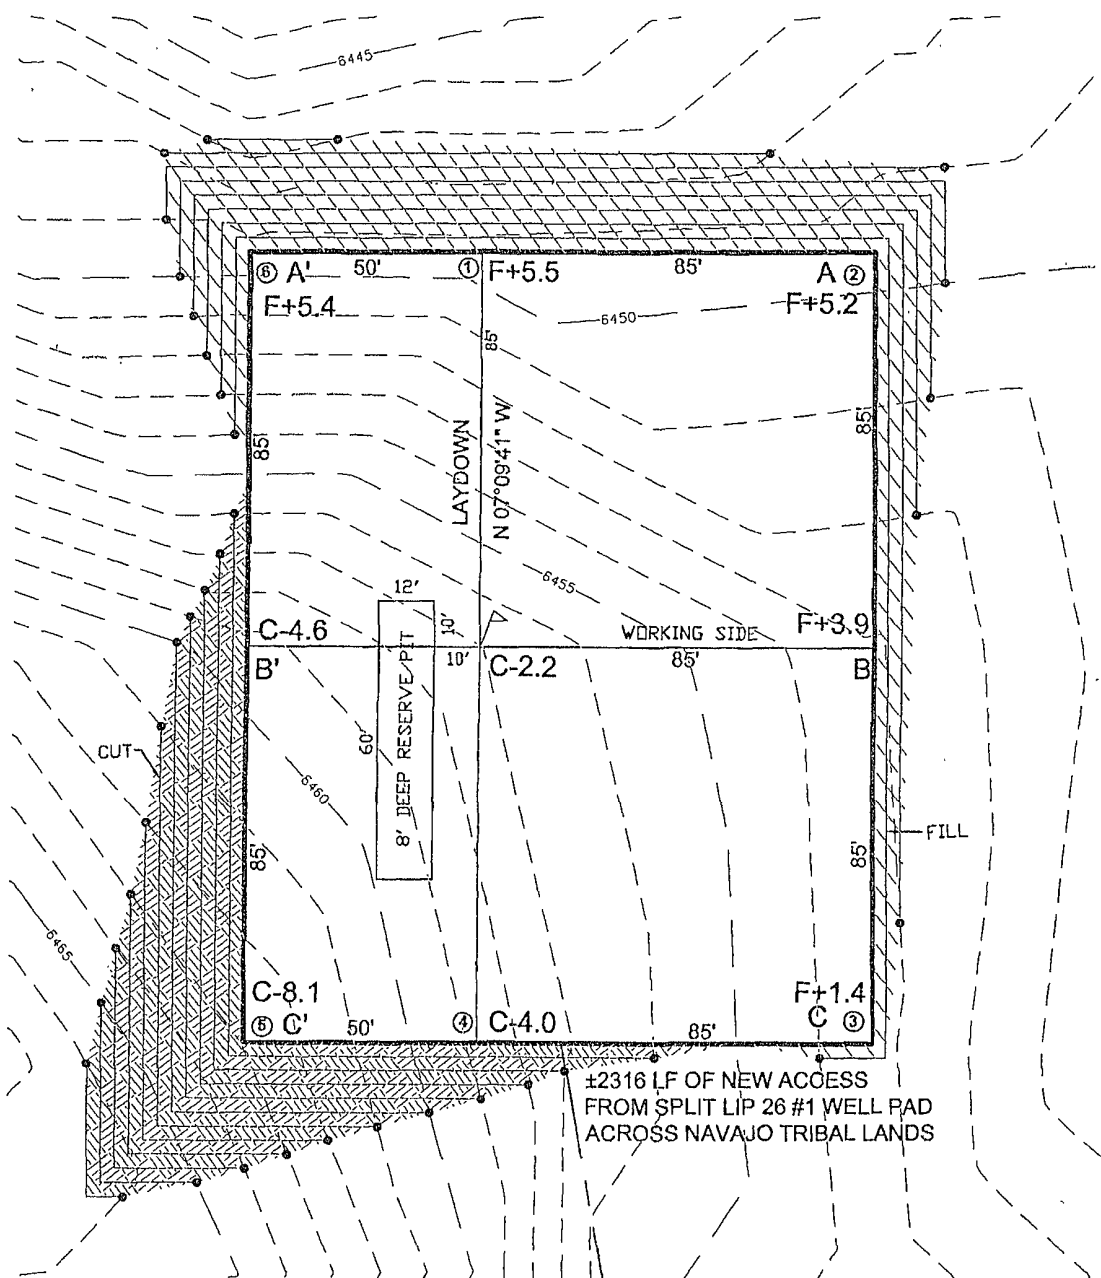 6445
⑥ A' 50' ① F+5.5 85' A ②
F+5.4 F+5.2
6450
85'
85'
85'
LAYDOWN
N 07°09'41" W
6455
12'
10'
C-4.6 WORKING SIDE F+3.9
B' 10' C-2.2 85' B
60'
8' DEEP RESERVE PIT
CUT
6460
FILL
85'
85'
6465
C-8.1 F+1.4
⑤ C' 50' ④ C-4.0 85' C ③
±2316 LF OF NEW ACCESS
FROM SPLIT LIP 26 #1 WELL PAD
ACROSS NAVAJO TRIBAL LANDS